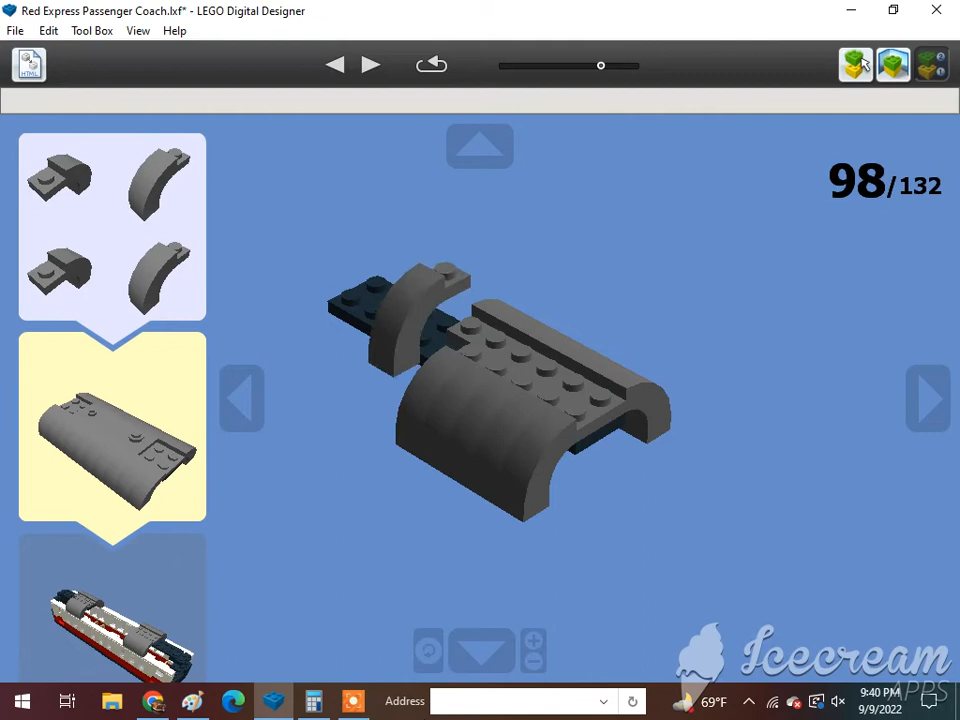 Red Express Passenger Coach.lxf* - LEGO Digital Designer
File Edit Tool Box View Help
HTML
98/132
Icecream
APPS
Address
69°F
9:40 PM
9/9/2022